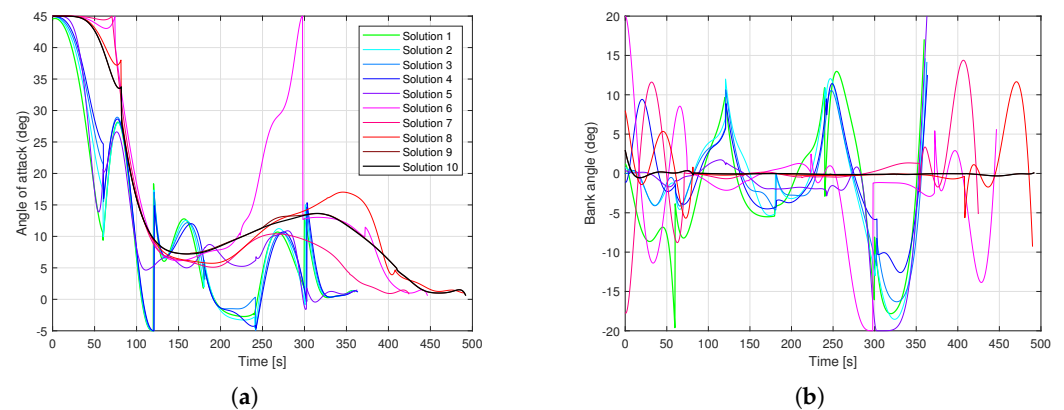 45
40
35
30
25
20
15
10
5
0
-5
Angle of attack (deg)
0 50 100 150 200 250 300 350 400 450 500
Time [s]
Solution 1
Solution 2
Solution 3
Solution 4
Solution 5
Solution 6
Solution 7
Solution 8
Solution 9
Solution 10
(a)
20
15
10
5
0
-5
-10
-15
-20
Bank angle (deg)
0 50 100 150 200 250 300 350 400 450 500
Time [s]
(b)